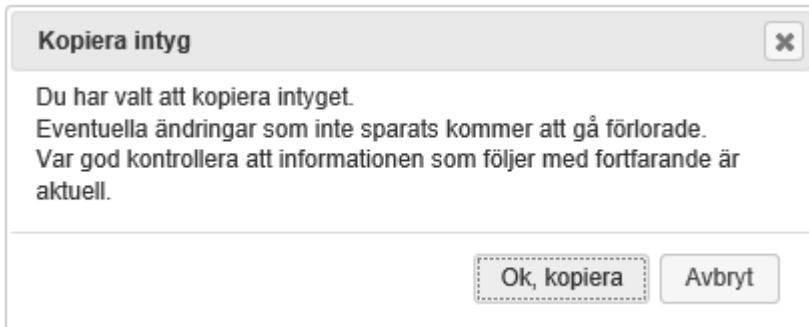 Kopiera intyg
Du har valt att kopiera intyget.
Eventuella ändringar som inte sparats kommer att gå förlorade.
Var god kontrollera att informationen som följer med fortfarande är
aktuell.
Ok, kopiera Avbryt